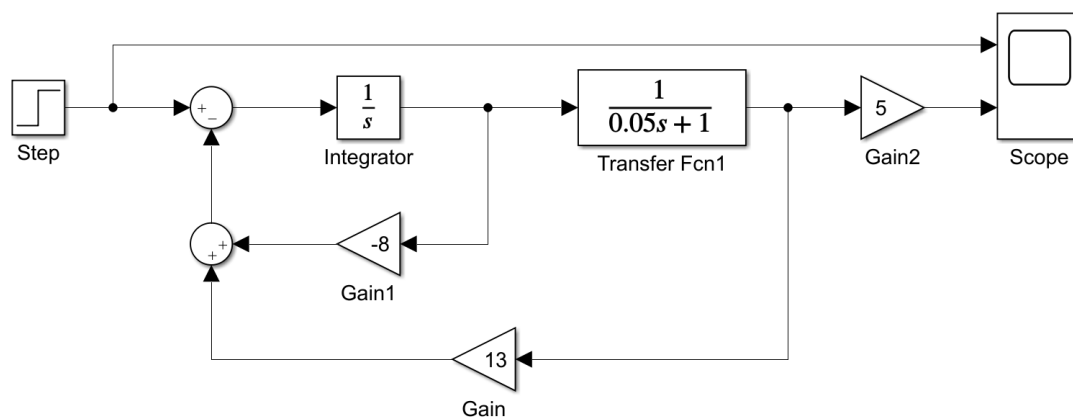 Step
+
−
1
s
Integrator
1
0.05s + 1
Transfer Fcn1
5
Gain2
Scope
+
+
-8
Gain1
13
Gain